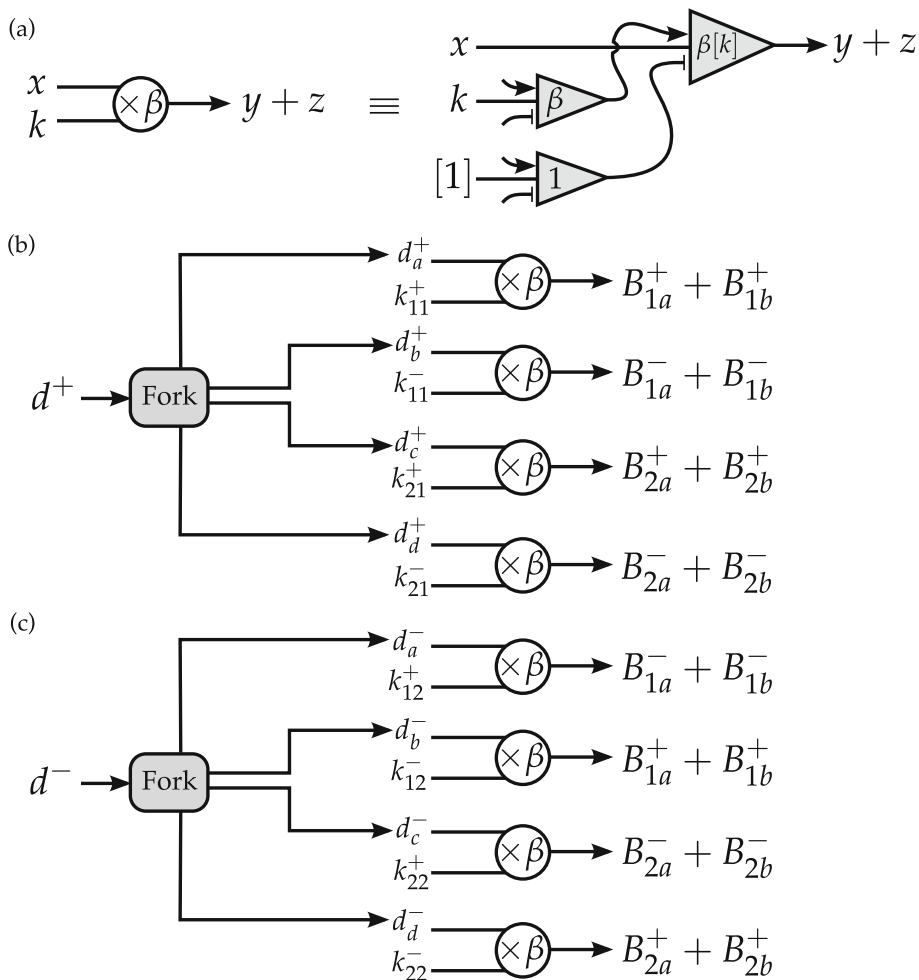 (a)
x
k
×β
y + z
≡
x
k
[1]
β
1
β[k]
y + z
(b)
d⁺
Fork
d_a⁺
k_11⁺
×β
B_1a⁺ + B_1b⁺
d_b⁺
k_11⁻
×β
B_1a⁻ + B_1b⁻
d_c⁺
k_21⁺
×β
B_2a⁺ + B_2b⁺
d_d⁺
k_21⁻
×β
B_2a⁻ + B_2b⁻
(c)
d⁻
Fork
d_a⁻
k_12⁺
×β
B_1a⁻ + B_1b⁻
d_b⁻
k_12⁻
×β
B_1a⁺ + B_1b⁺
d_c⁻
k_22⁺
×β
B_2a⁻ + B_2b⁻
d_d⁻
k_22⁻
×β
B_2a⁺ + B_2b⁺